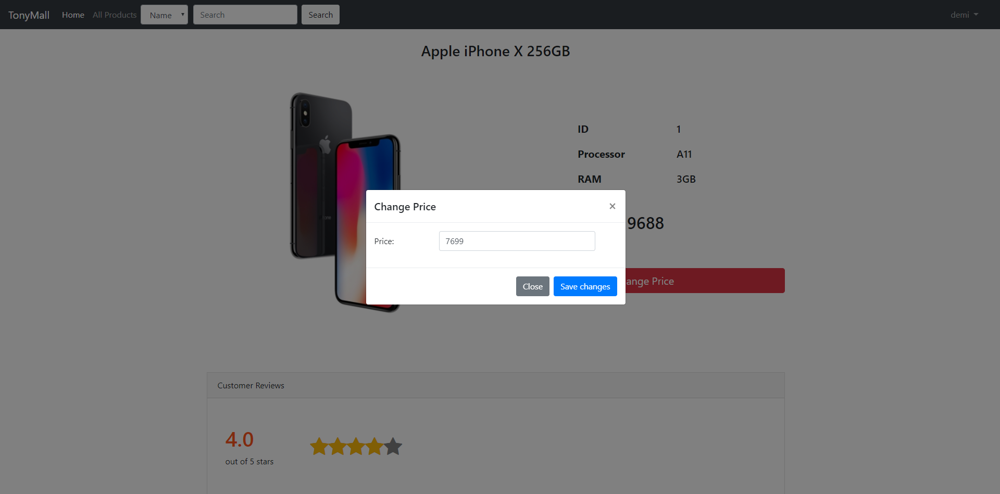 TonyMall Home All Products Name Search Search demi
Apple iPhone X 256GB
ID 1
Processor A11
RAM 3GB
Change Price ×
9688
Price: 7699
ange Price
Close Save changes
Customer Reviews
4.0
out of 5 stars